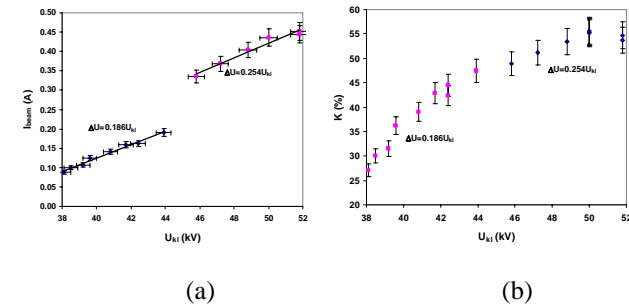 0.50
0.45
0.40
0.35
0.30
0.25
0.20
0.15
0.10
0.05
0.00
I_beam (A)
ΔU=0.254U_kl
ΔU=0.186U_kl
38 40 42 44 46 48 50 52
U_kl (kV)
(a)
60
55
50
45
40
35
30
25
20
K (%)
ΔU=0.254U_kl
ΔU=0.186U_kl
38 40 42 44 46 48 50 52
U_kl (kV)
(b)